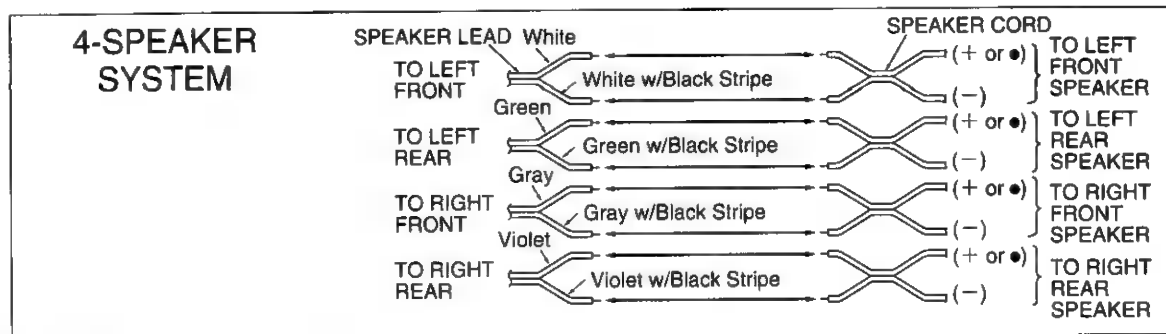 4-SPEAKER
SYSTEM
SPEAKER LEAD
White
SPEAKER CORD
TO LEFT
FRONT
White w/Black Stripe
(+ or ●)
(−)
TO LEFT
FRONT
SPEAKER
Green
TO LEFT
REAR
Green w/Black Stripe
(+ or ●)
(−)
TO LEFT
REAR
SPEAKER
Gray
TO RIGHT
FRONT
Gray w/Black Stripe
(+ or ●)
(−)
TO RIGHT
FRONT
SPEAKER
Violet
TO RIGHT
REAR
Violet w/Black Stripe
(+ or ●)
(−)
TO RIGHT
REAR
SPEAKER